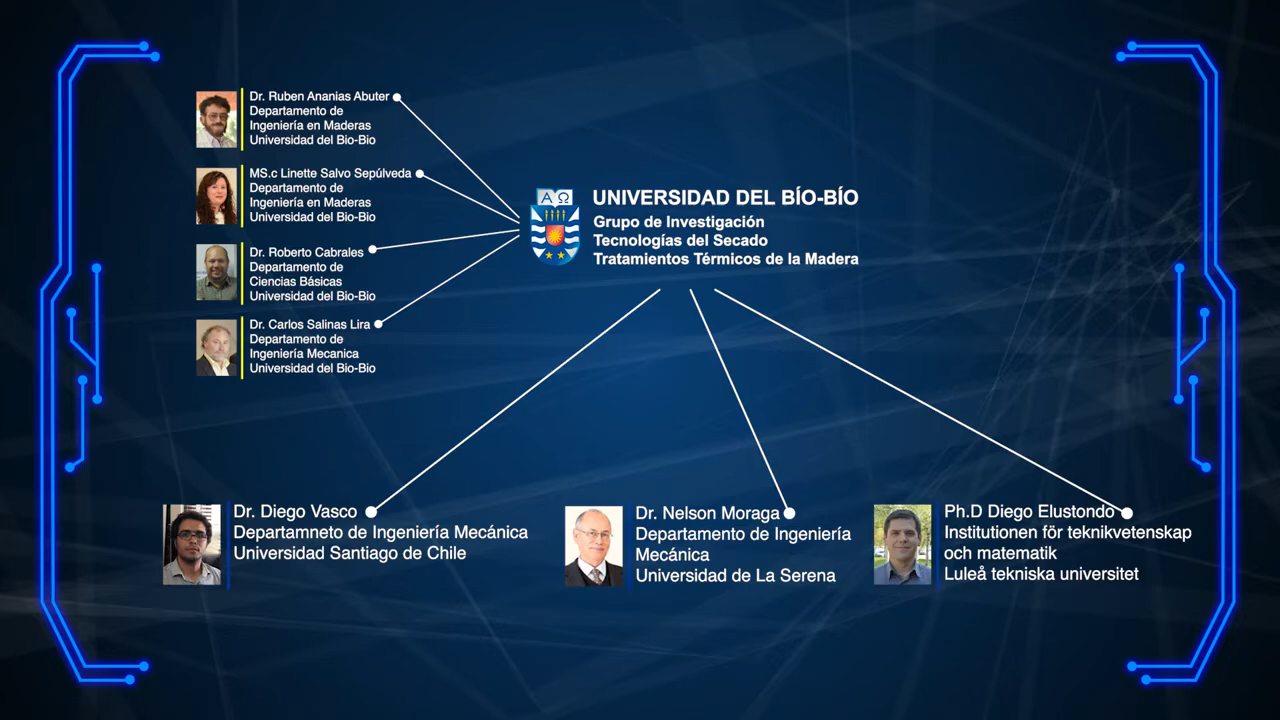 Dr. Ruben Ananias Abuter
Departamento de
Ingeniería en Maderas
Universidad del Bio-Bio
MS.c Linette Salvo Sepúlveda
Departamento de
Ingeniería en Maderas
Universidad del Bio-Bio
Dr. Roberto Cabrales
Departamento de
Ciencias Básicas
Universidad del Bio-Bio
Dr. Carlos Salinas Lira
Departamento de
Ingeniería Mecanica
Universidad del Bio-Bio
ΑΩ
UNIVERSIDAD DEL BÍO-BÍO
Grupo de Investigación
Tecnologías del Secado
Tratamientos Térmicos de la Madera
Dr. Diego Vasco
Departamneto de Ingeniería Mecánica
Universidad Santiago de Chile
Dr. Nelson Moraga
Departamento de Ingeniería
Mecánica
Universidad de La Serena
Ph.D Diego Elustondo
Institutionen för teknikvetenskap
och matematik
Luleå tekniska universitet